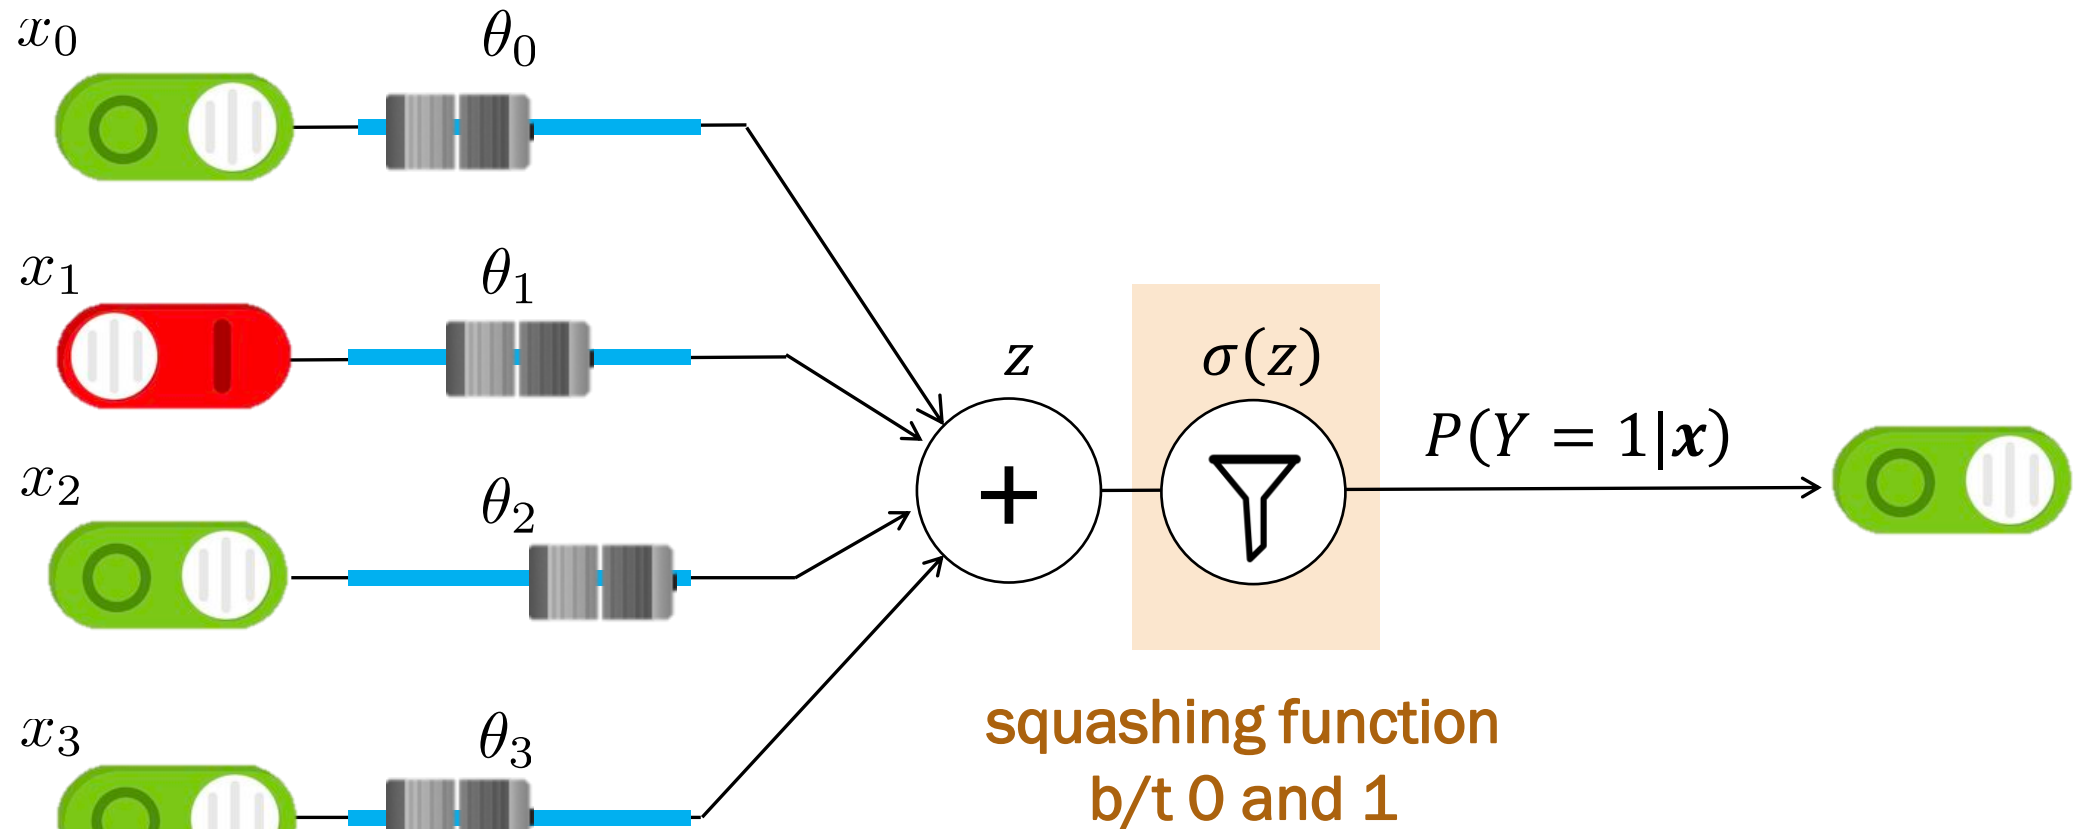 x₀
θ₀
x₁
θ₁
z
σ(z)
P(Y = 1|x)
+
x₂
θ₂
x₃
θ₃
squashing function
b/t 0 and 1